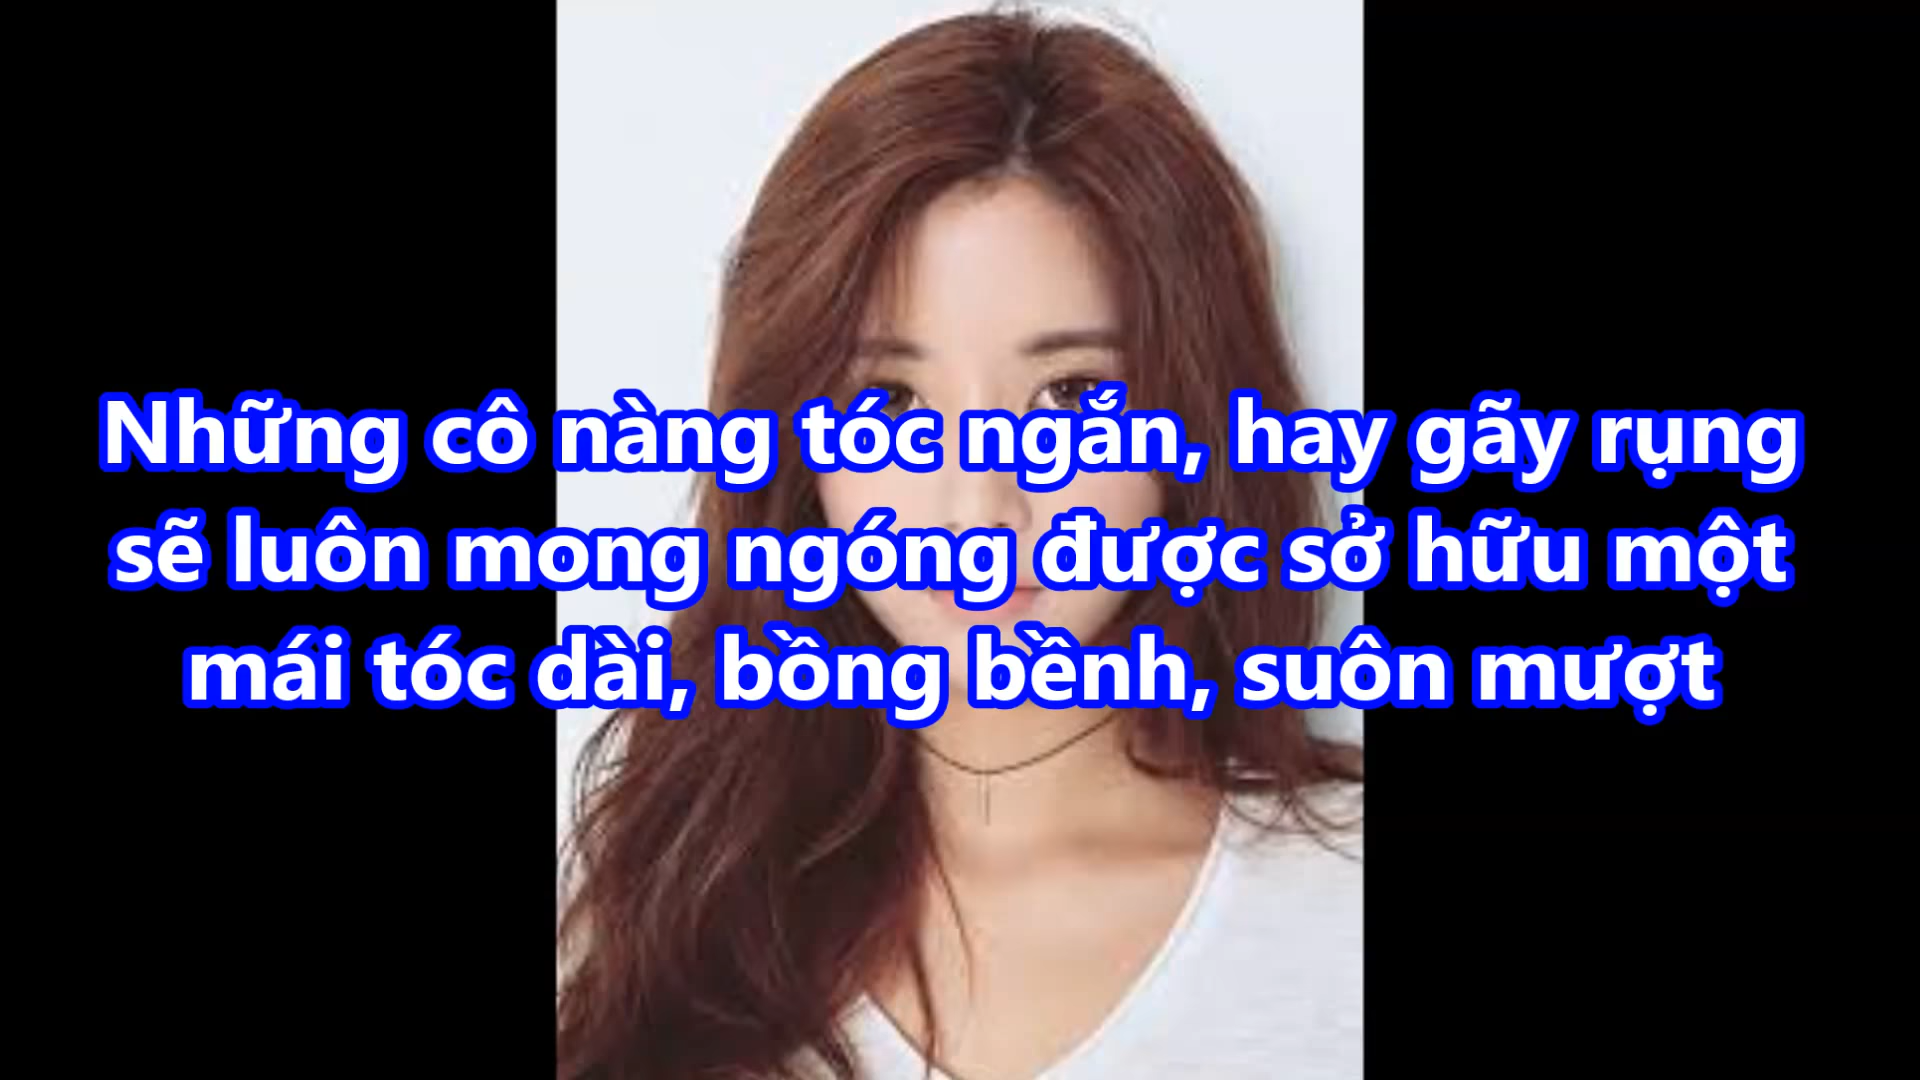 Những cô nàng tóc ngắn, hay gãy rụng
sẽ luôn mong ngóng được sở hữu một
mái tóc dài, bồng bềnh, suôn mượt